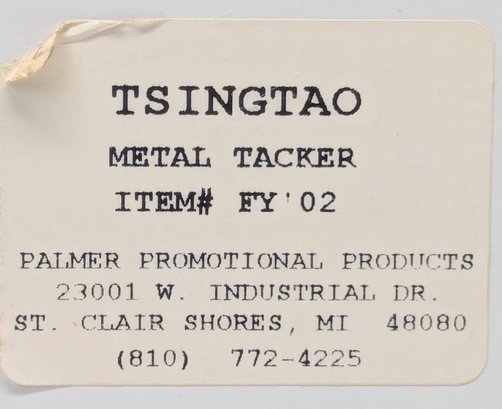 TSINGTAO
METAL TACKER
ITEM# FY'02
PALMER PROMOTIONAL PRODUCTS
23001 W. INDUSTRIAL DR.
ST. CLAIR SHORES, MI 48080
(810) 772-4225